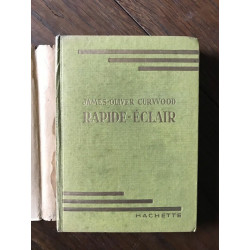 JAMES-OLIVER CURWOOD
RAPIDE-ÉCLAIR
HACHETTE